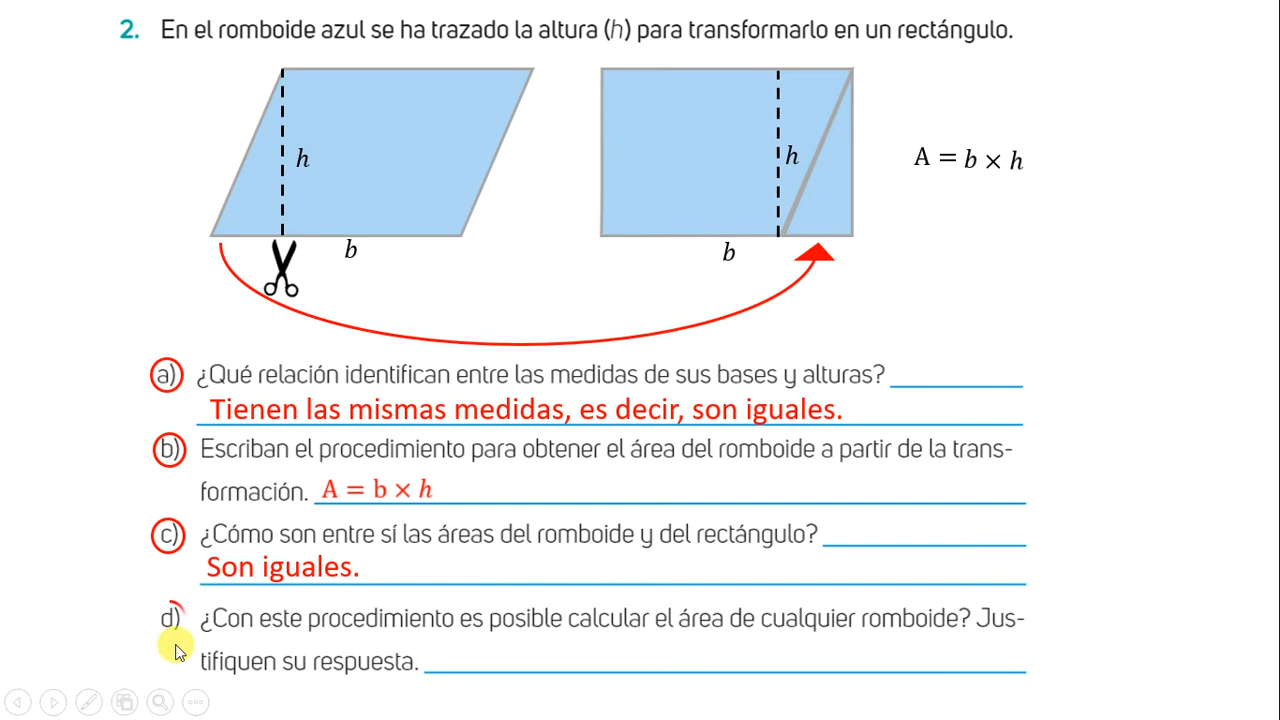 2. En el romboide azul se ha trazado la altura (h) para transformarlo en un rectángulo.
h
b
h
b
A = b × h
a) ¿Qué relación identifican entre las medidas de sus bases y alturas?
Tienen las mismas medidas, es decir, son iguales.
b) Escriban el procedimiento para obtener el área del romboide a partir de la trans-
formación. A = b × h
c) ¿Cómo son entre sí las áreas del romboide y del rectángulo?
Son iguales.
d) ¿Con este procedimiento es posible calcular el área de cualquier romboide? Jus-
tifiquen su respuesta.